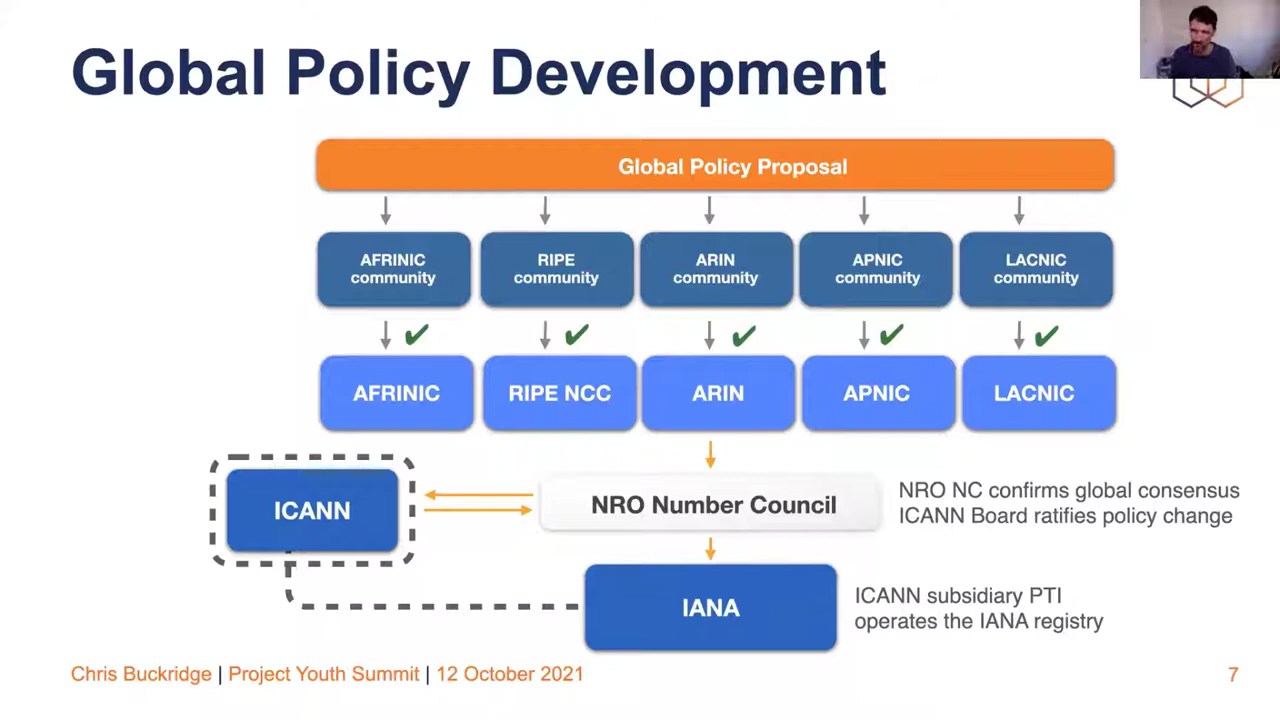 Global Policy Development
Global Policy Proposal
AFRINIC
community
RIPE
community
ARIN
community
APNIC
community
LACNIC
community
AFRINIC
RIPE NCC
ARIN
APNIC
LACNIC
ICANN
NRO Number Council
NRO NC confirms global consensus
ICANN Board ratifies policy change
IANA
ICANN subsidiary PTI
operates the IANA registry
Chris Buckridge | Project Youth Summit | 12 October 2021
7